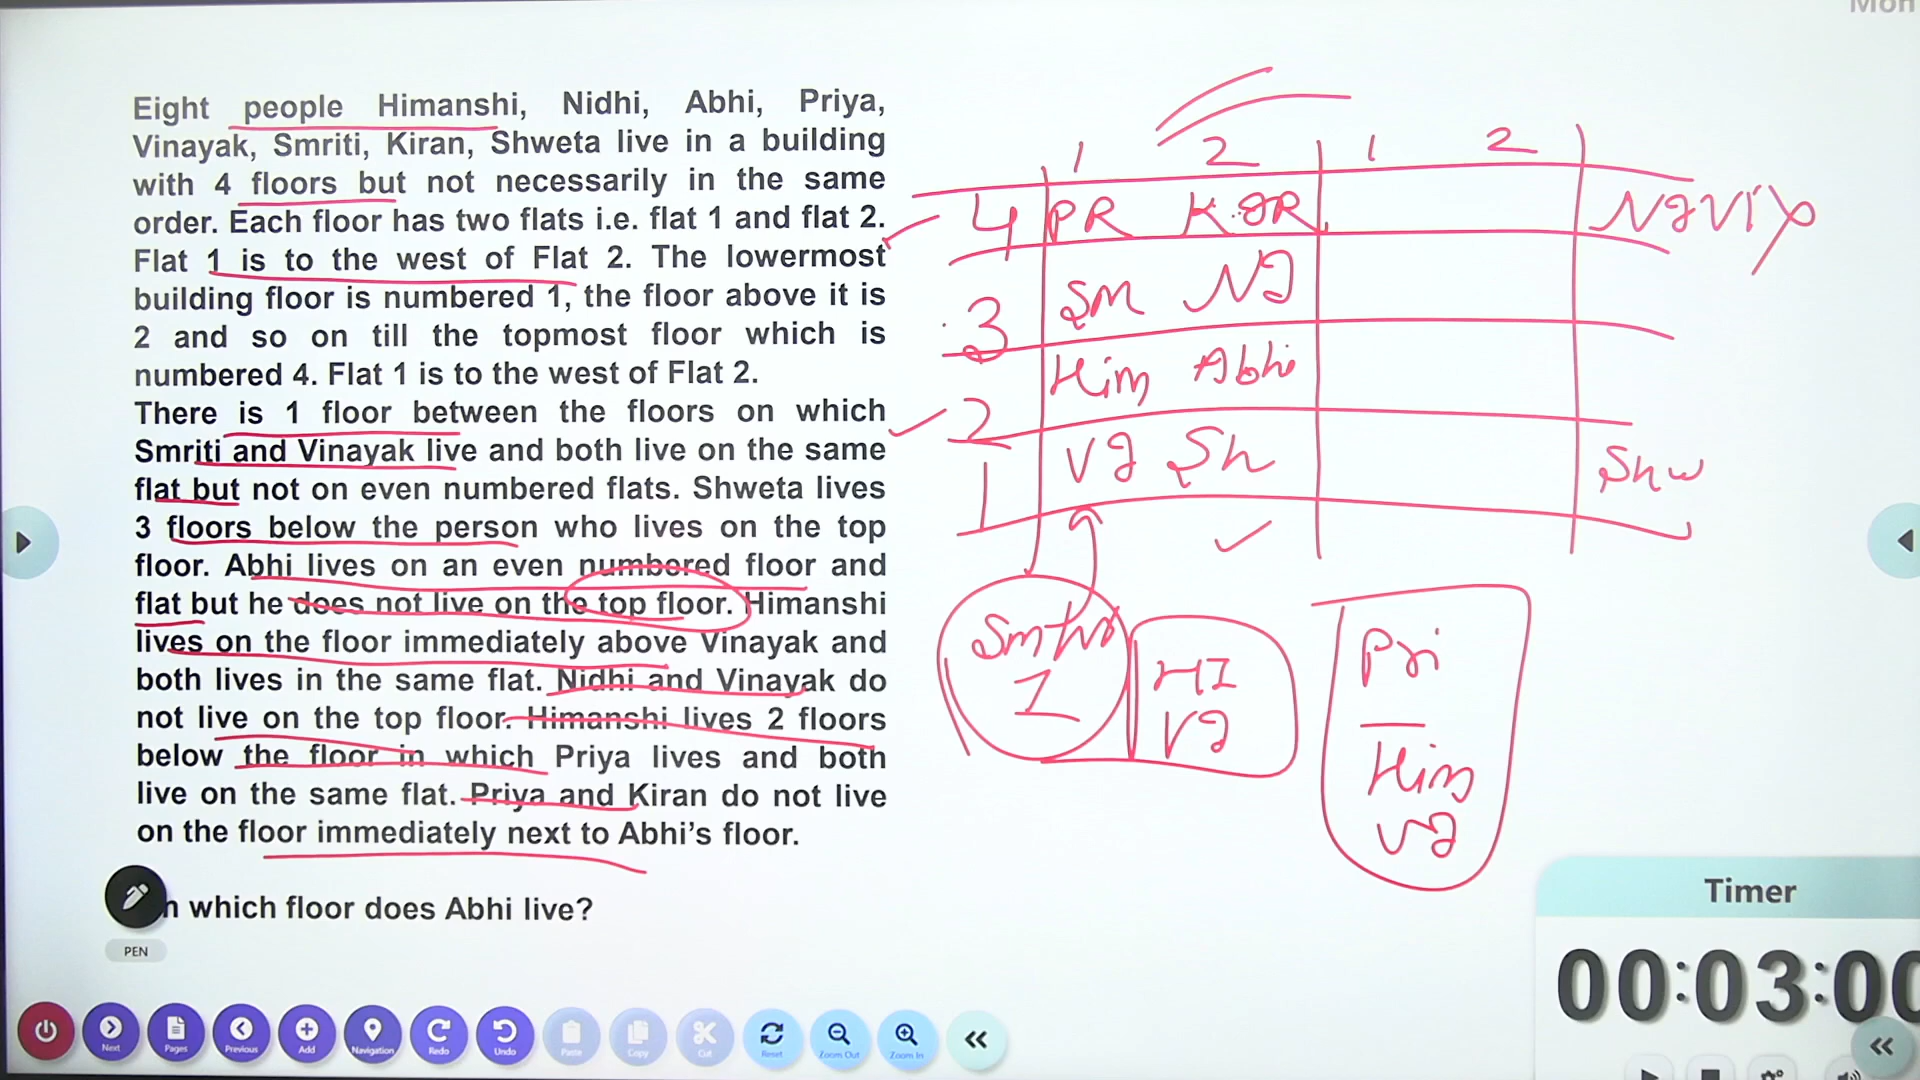 Mon
Eight people Himanshi, Nidhi, Abhi, Priya,
Vinayak, Smriti, Kiran, Shweta live in a building
with 4 floors but not necessarily in the same
order. Each floor has two flats i.e. flat 1 and flat 2.
Flat 1 is to the west of Flat 2. The lowermost
building floor is numbered 1, the floor above it is
2 and so on till the topmost floor which is
numbered 4. Flat 1 is to the west of Flat 2.
There is 1 floor between the floors on which
Smriti and Vinayak live and both live on the same
flat but not on even numbered flats. Shweta lives
3 floors below the person who lives on the top
floor. Abhi lives on an even numbered floor and
flat but he does not live on the top floor. Himanshi
lives on the floor immediately above Vinayak and
both lives in the same flat. Nidhi and Vinayak do
not live on the top floor. Himanshi lives 2 floors
below the floor in which Priya lives and both
live on the same flat. Priya and Kiran do not live
on the floor immediately next to Abhi's floor.
n which floor does Abhi live?
1 2 1 2
4 PR
3 Sm NI
2 Him Abhi
1 VI Sh Shw
1
HI
VI
Pri
Him
VI
PEN
Timer
00:03:00
Next
Pages
Previous
Add
Navigation
Redo
Undo
Paste
Copy
Cut
Reset
Zoom Out
Zoom In